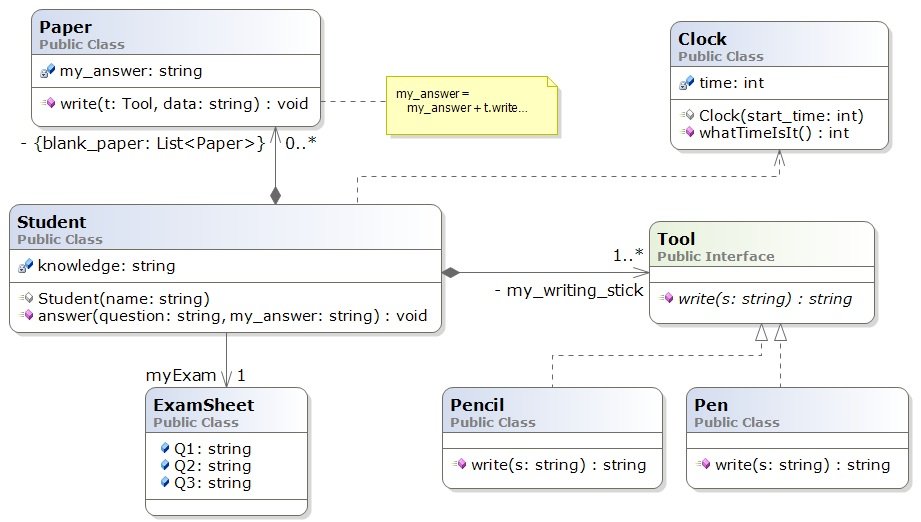 Paper
Public Class
my_answer: string
write(t: Tool, data: string) : void
my_answer =
my_answer + t.write...
Clock
Public Class
time: int
Clock(start_time: int)
whatTimeIsIt() : int
- {blank_paper: List<Paper>}
0..*
Student
Public Class
knowledge: string
Student(name: string)
answer(question: string, my_answer: string) : void
1..*
- my_writing_stick
Tool
Public Interface
write(s: string) : string
myExam
1
ExamSheet
Public Class
Q1: string
Q2: string
Q3: string
Pencil
Public Class
write(s: string) : string
Pen
Public Class
write(s: string) : string